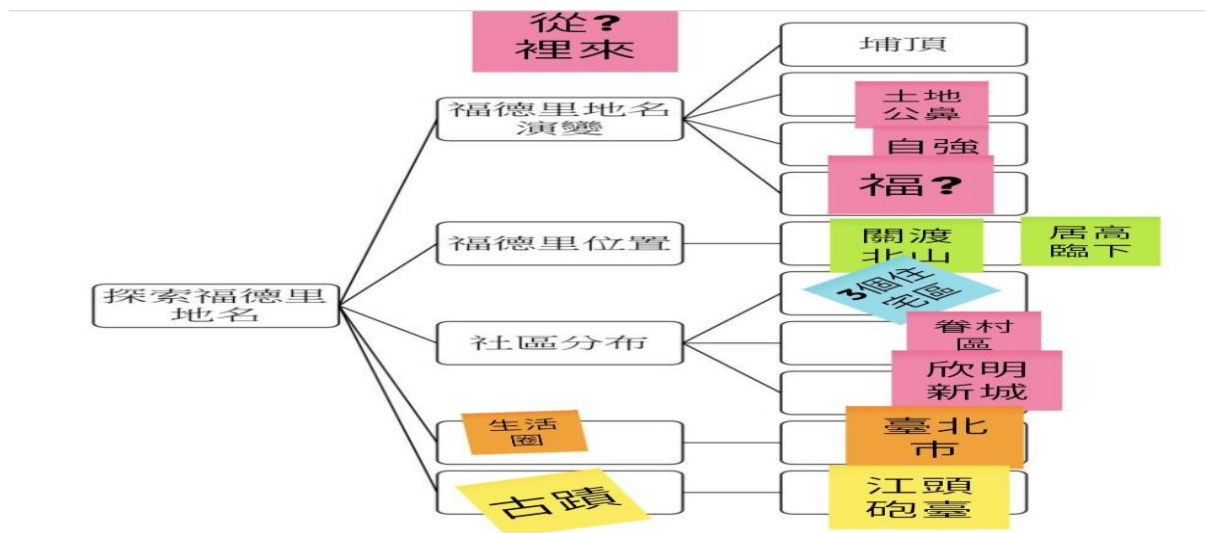 從?
裡來
埔頂
土地
公鼻
福德里地名
演變
自強
福?
福德里位置
關渡
北山
居高
臨下
探索福德里
地名
3個住
宅區
社區分布
眷村
區
欣明
新城
生活
圈
臺北
市
古蹟
江頭
砲臺